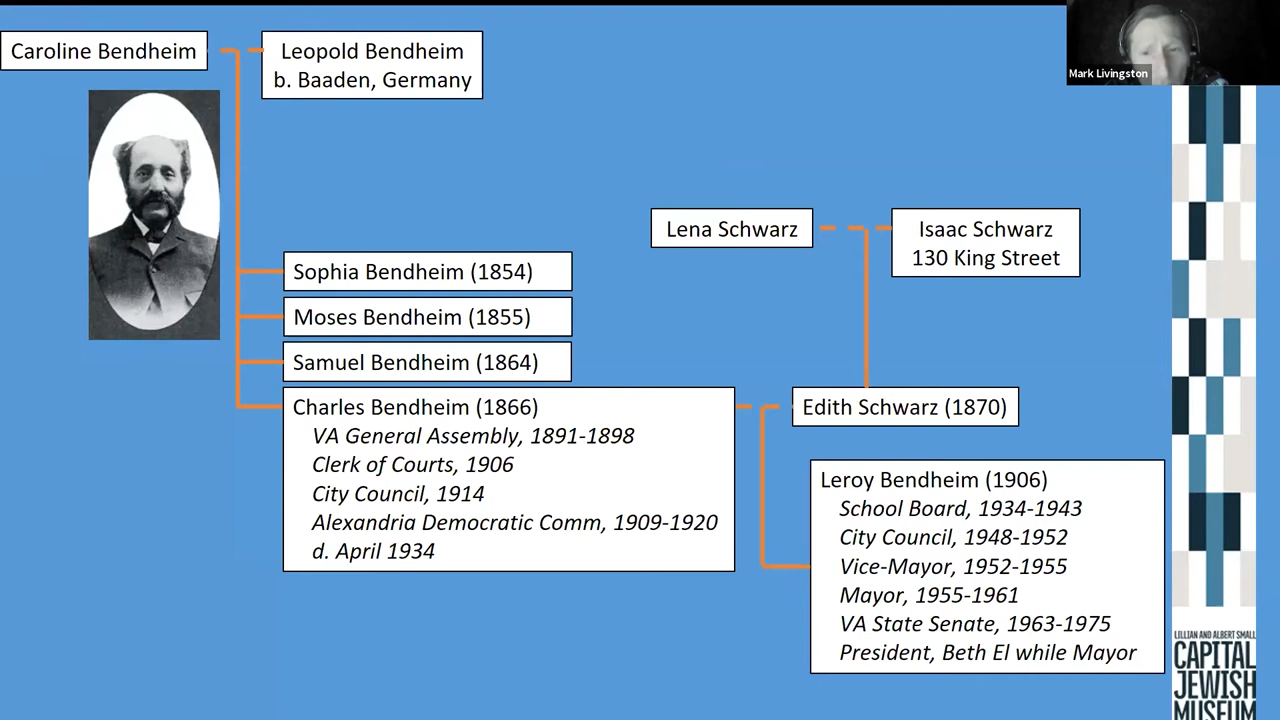 Caroline Bendheim
Leopold Bendheim
b. Baaden, Germany
Mark Livingston
Lena Schwarz
Isaac Schwarz
130 King Street
Sophia Bendheim (1854)
Moses Bendheim (1855)
Samuel Bendheim (1864)
Charles Bendheim (1866)
VA General Assembly, 1891-1898
Clerk of Courts, 1906
City Council, 1914
Alexandria Democratic Comm, 1909-1920
d. April 1934
Edith Schwarz (1870)
Leroy Bendheim (1906)
School Board, 1934-1943
City Council, 1948-1952
Vice-Mayor, 1952-1955
Mayor, 1955-1961
VA State Senate, 1963-1975
President, Beth El while Mayor
LILLIAN AND ALBERT SMALL
CAPITAL
JEWISH
MUSEUM